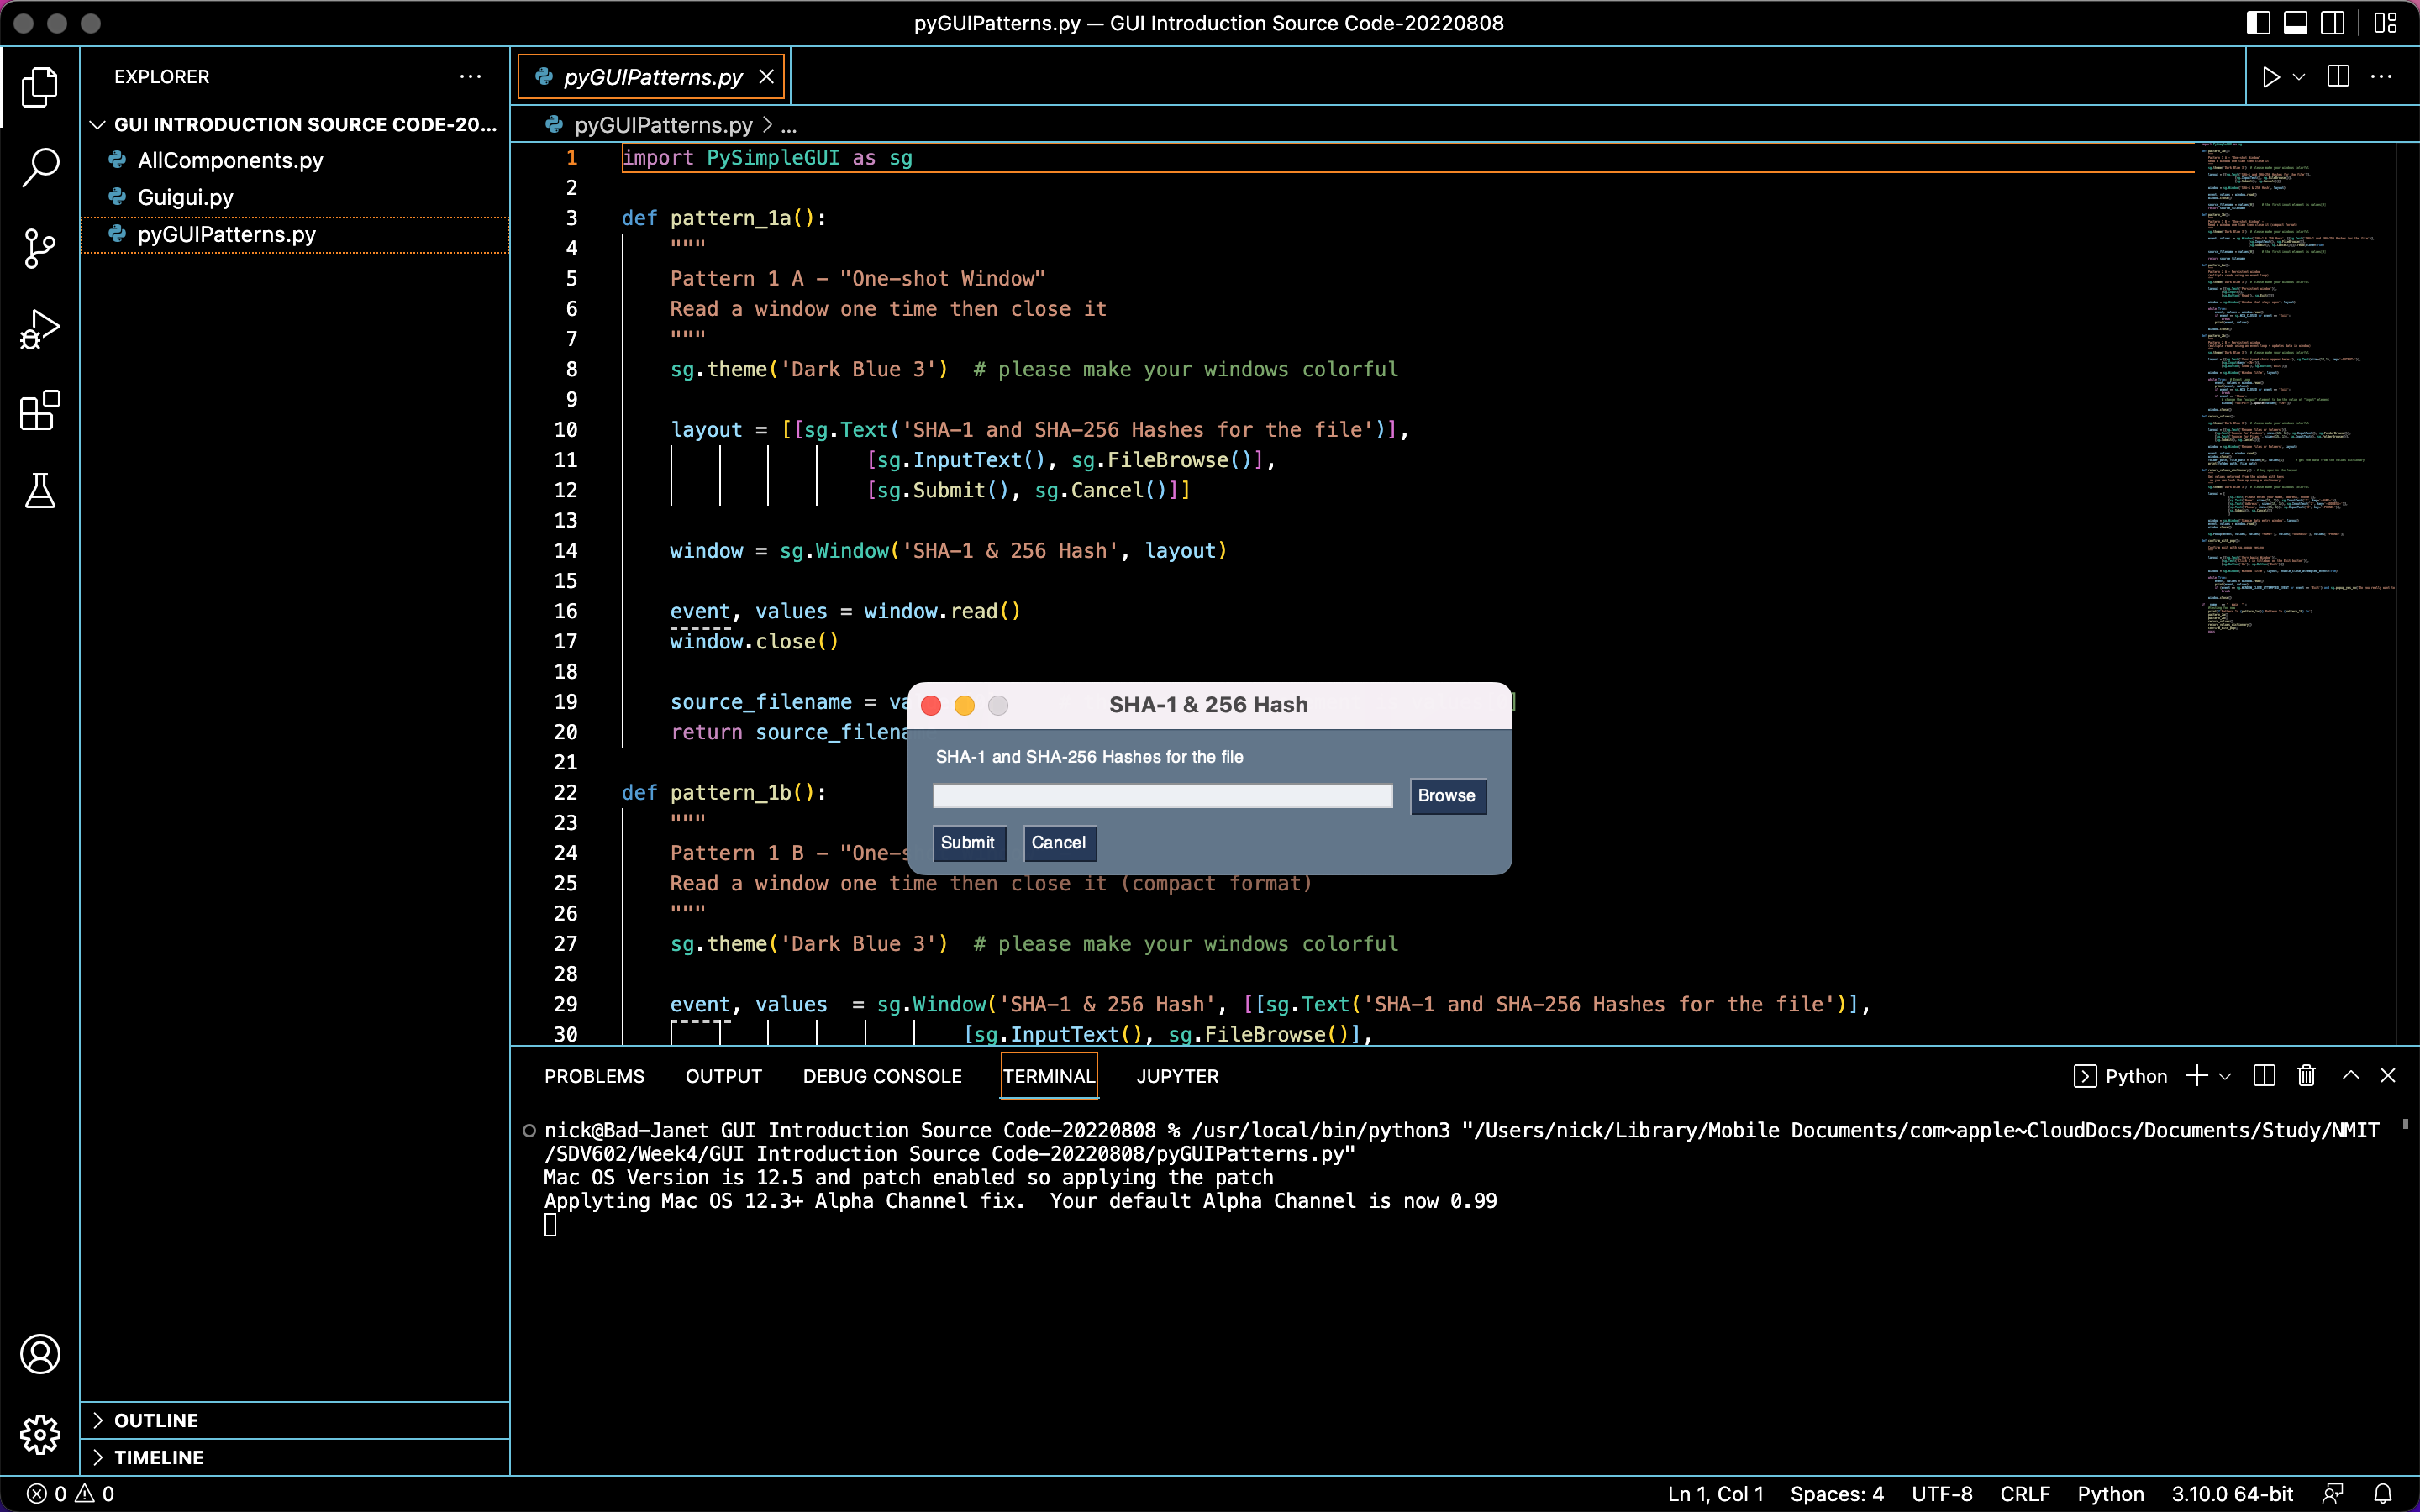 pyGUIPatterns.py — GUI Introduction Source Code-20220808
EXPLORER
GUI INTRODUCTION SOURCE CODE-20...
AllComponents.py
Guigui.py
pyGUIPatterns.py
OUTLINE
TIMELINE
pyGUIPatterns.py
pyGUIPatterns.py > ...
1 import PySimpleGUI as sg
2
3 def pattern_1a():
4 """
5 Pattern 1 A - "One-shot Window"
6 Read a window one time then close it
7 """
8 sg.theme('Dark Blue 3')  # please make your windows colorful
9
10 layout = [[sg.Text('SHA-1 and SHA-256 Hashes for the file')],
11 [sg.InputText(), sg.FileBrowse()],
12 [sg.Submit(), sg.Cancel()]]
13
14 window = sg.Window('SHA-1 & 256 Hash', layout)
15
16 event, values = window.read()
17 window.close()
18
19 source_filename = va ]
20 return source_filena
21
22 def pattern_1b():
23 """
24 Pattern 1 B - "One-s
25 Read a window one time then close it (compact format)
26 """
27 sg.theme('Dark Blue 3')  # please make your windows colorful
28
29 event, values  = sg.Window('SHA-1 & 256 Hash', [[sg.Text('SHA-1 and SHA-256 Hashes for the file')],
30 [sg.InputText(), sg.FileBrowse()],
SHA-1 & 256 Hash
SHA-1 and SHA-256 Hashes for the file
Browse
Submit Cancel
PROBLEMS OUTPUT DEBUG CONSOLE TERMINAL JUPYTER Python
nick@Bad-Janet GUI Introduction Source Code-20220808 % /usr/local/bin/python3 "/Users/nick/Library/Mobile Documents/com~apple~CloudDocs/Documents/Study/NMIT
/SDV602/Week4/GUI Introduction Source Code-20220808/pyGUIPatterns.py"
Mac OS Version is 12.5 and patch enabled so applying the patch
Applyting Mac OS 12.3+ Alpha Channel fix.  Your default Alpha Channel is now 0.99
0 0 Ln 1, Col 1 Spaces: 4 UTF-8 CRLF Python 3.10.0 64-bit